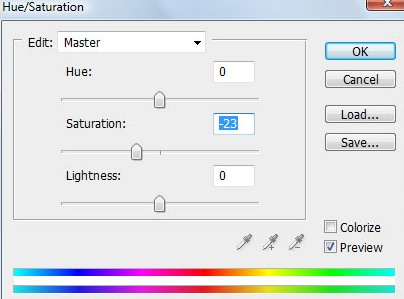 Hue/Saturation
Edit: Master
Hue: 0
Saturation: -23
Lightness: 0
OK
Cancel
Load...
Save...
Colorize
Preview